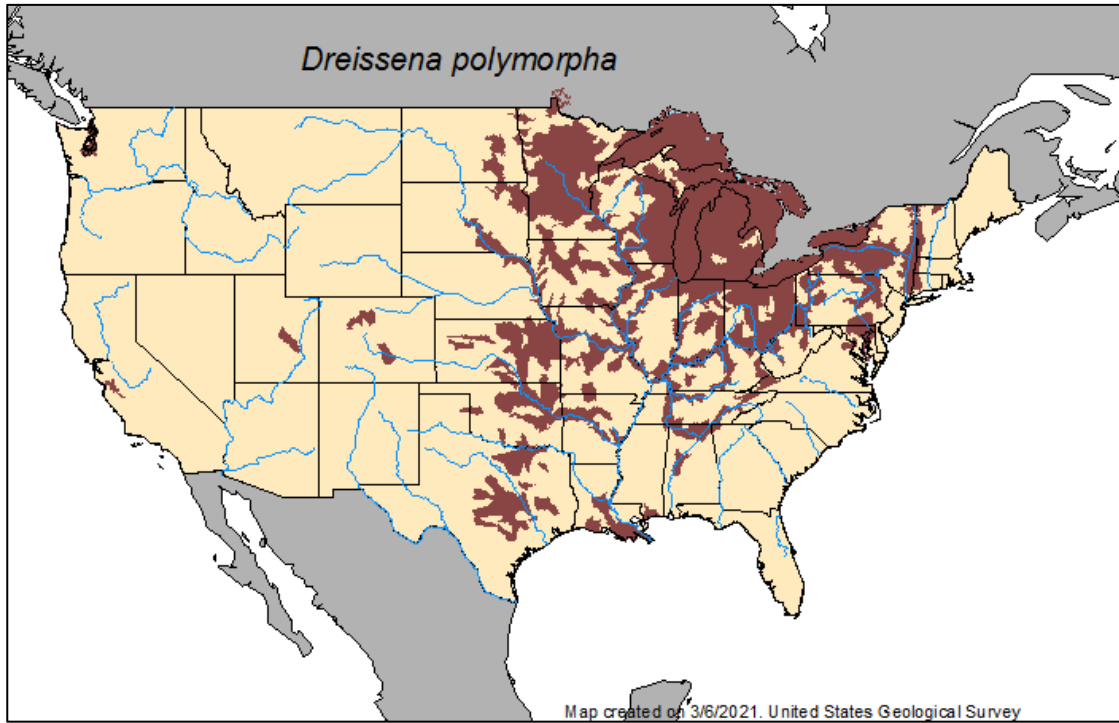 Dreissena polymorpha
Map created on 3/6/2021. United States Geological Survey